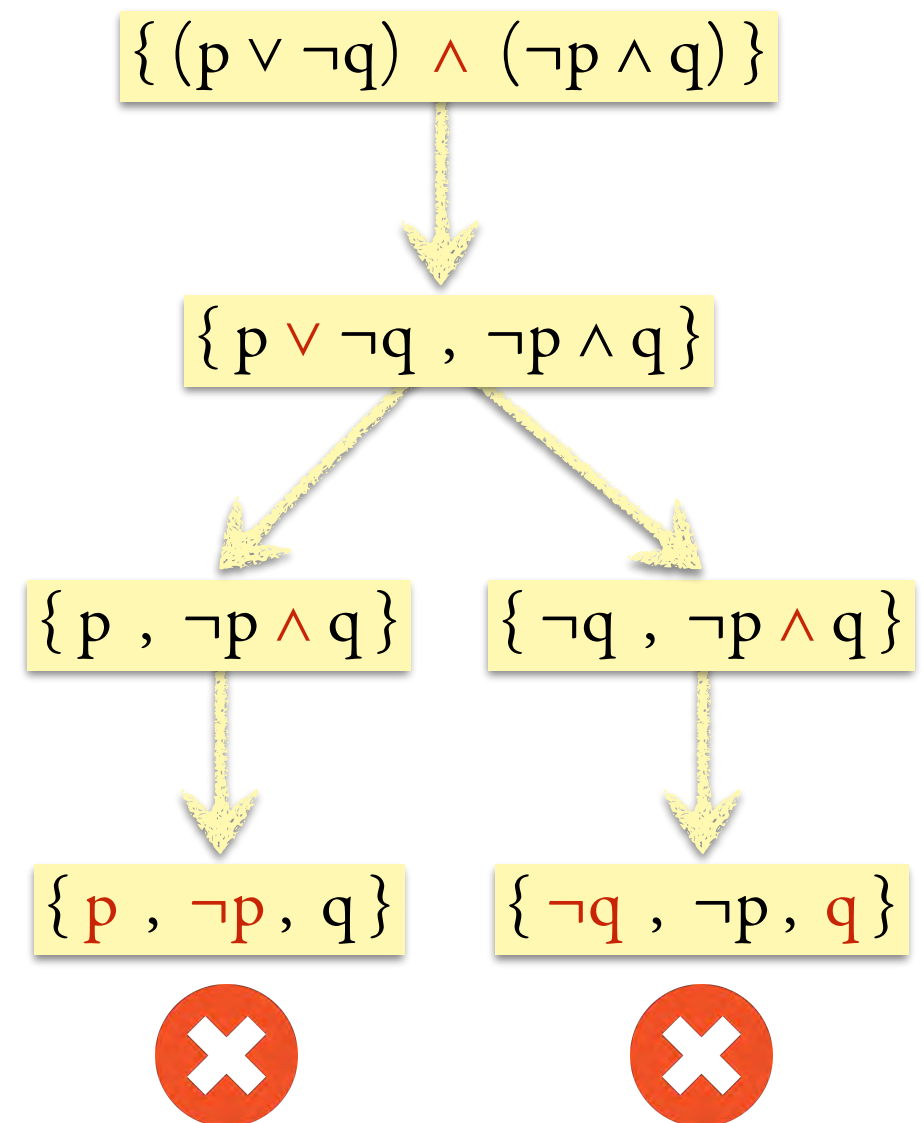 { (p ∨ ¬q) ∧ (¬p ∧ q) }
{ p ∨ ¬q , ¬p ∧ q }
{ p , ¬p ∧ q } { ¬q , ¬p ∧ q }
{ p , ¬p , q } { ¬q , ¬p , q }